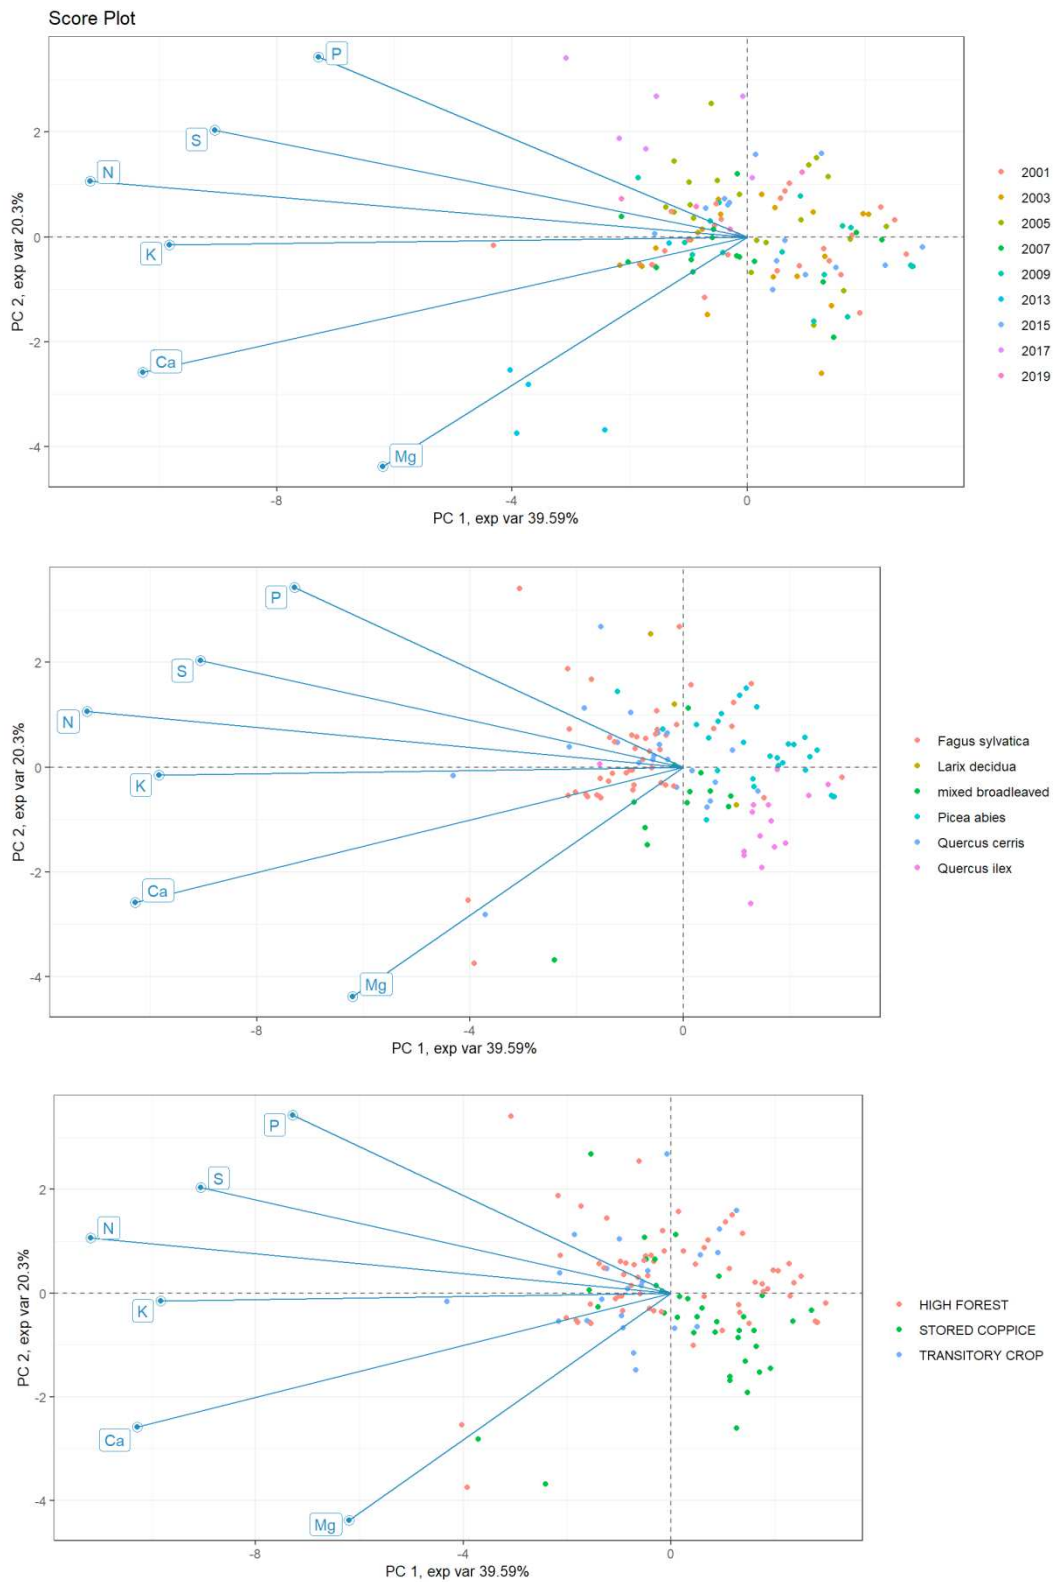 Score Plot
P
S
N
K
Ca
Mg
2
0
-2
-4
PC 2, exp var 20.3%
-8
-4
0
PC 1, exp var 39.59%
2001
2003
2005
2007
2009
2013
2015
2017
2019
P
S
N
K
Ca
Mg
2
0
-2
-4
PC 2, exp var 20.3%
-8
-4
0
PC 1, exp var 39.59%
Fagus sylvatica
Larix decidua
mixed broadleaved
Picea abies
Quercus cerris
Quercus ilex
P
S
N
K
Ca
Mg
2
0
-2
-4
PC 2, exp var 20.3%
-8
-4
0
PC 1, exp var 39.59%
HIGH FOREST
STORED COPPICE
TRANSITORY CROP